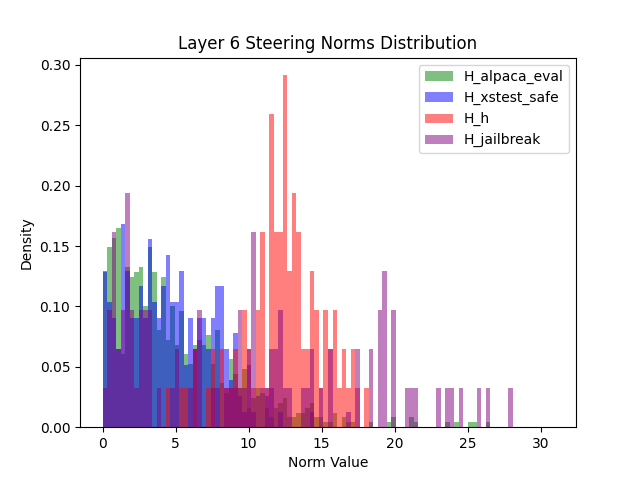 Layer 6 Steering Norms Distribution
H_alpaca_eval
H_xstest_safe
H_h
H_jailbreak
Density
0.30
0.25
0.20
0.15
0.10
0.05
0.00
0
5
10
15
20
25
30
Norm Value